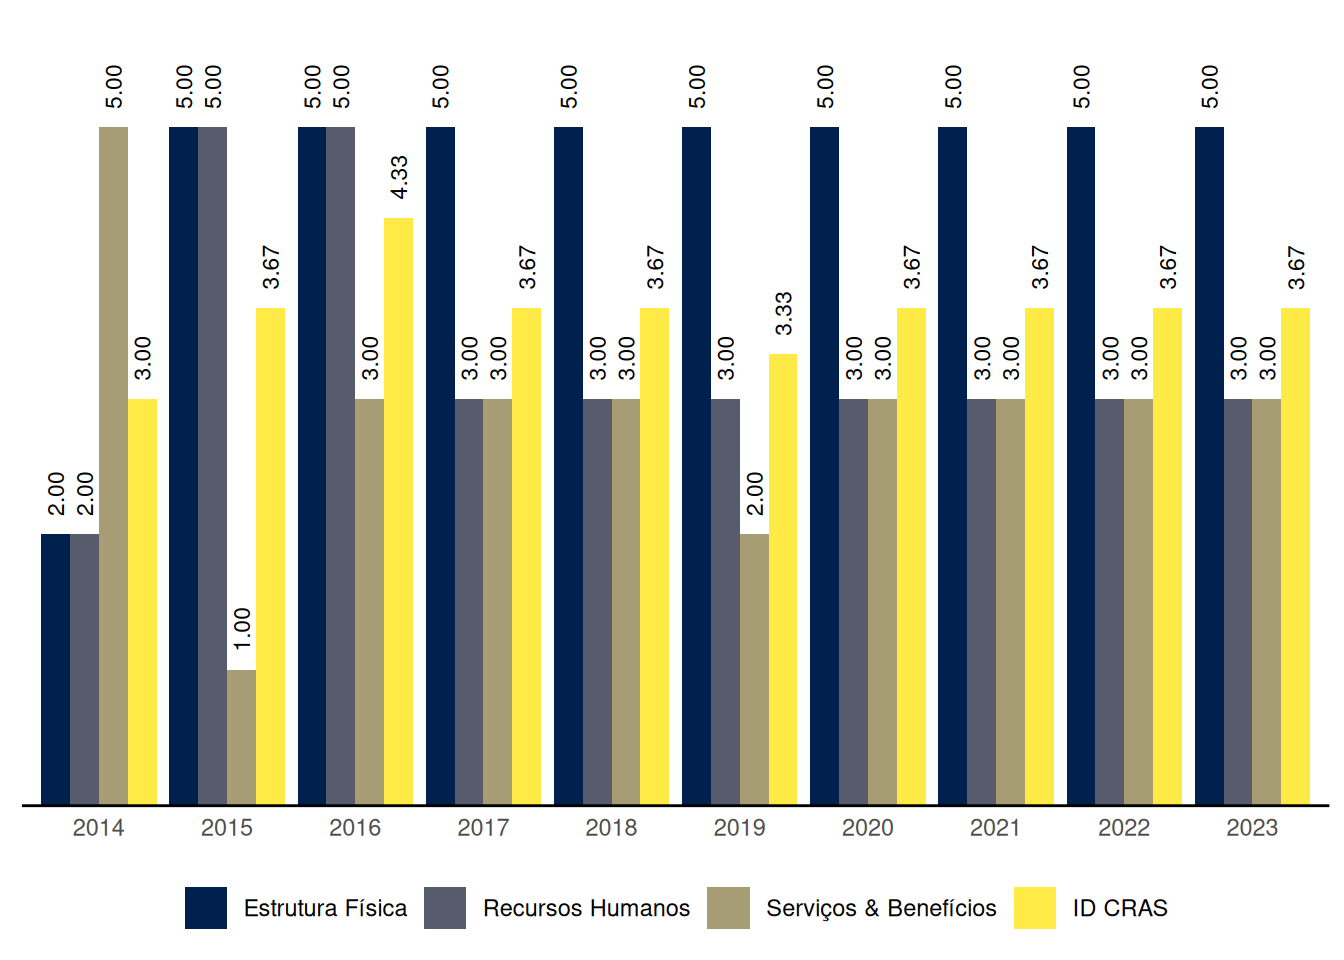 5.00 5.00 5.00 5.00 5.00 5.00 5.00 5.00 5.00 5.00 5.00 5.00
4.33
3.67 3.67 3.67 3.67 3.67 3.67 3.67
3.33
3.00 3.00 3.00 3.00 3.00 3.00 3.00 3.00 3.00 3.00 3.00 3.00 3.00 3.00 3.00
2.00 2.00 2.00
1.00
2014 2015 2016 2017 2018 2019 2020 2021 2022 2023
Estrutura Física Recursos Humanos Serviços & Benefícios ID CRAS